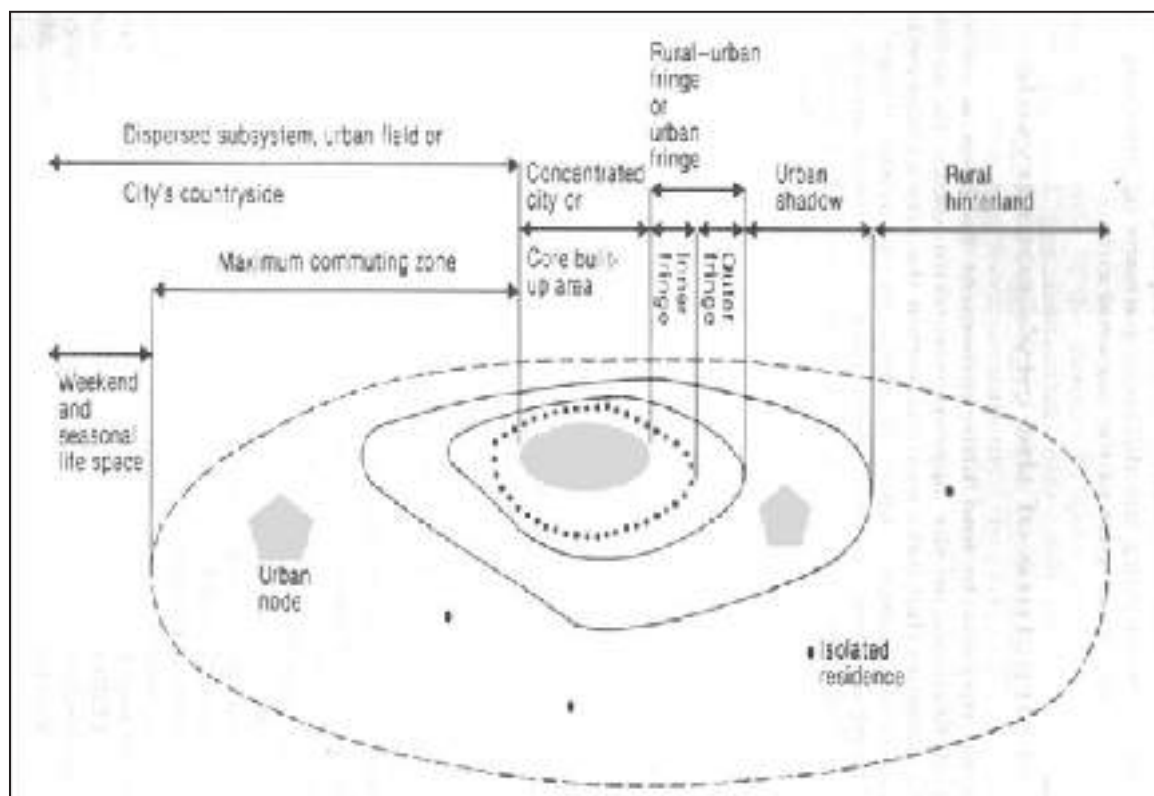 Rural-urban
fringe
or
urban
fringe
Dispersed subsystem, urban field or
City's countryside
Concentrated
city or
Core built-
up area
Urban
shadow
Rural
hinterland
Maximum commuting zone
Inner
fringe
Outer
fringe
Weekend
and
seasonal
life space
Urban
node
Isolated
residence